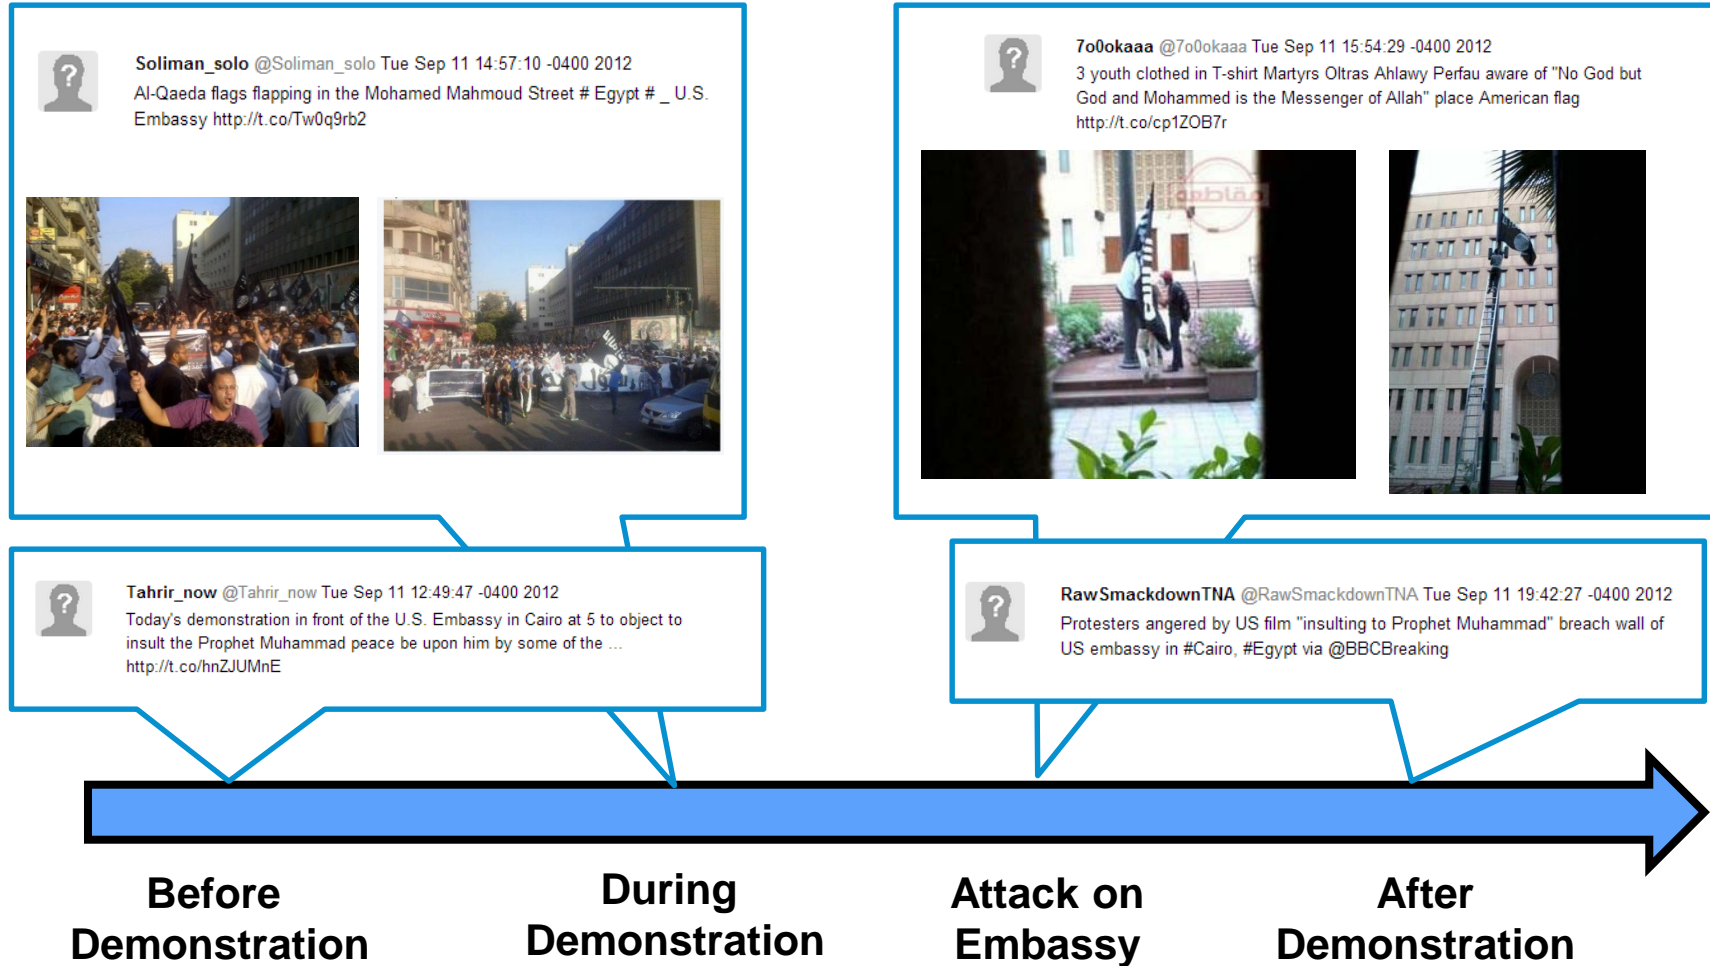 Soliman_solo @Soliman_solo Tue Sep 11 14:57:10 -0400 2012
Al-Qaeda flags flapping in the Mohamed Mahmoud Street # Egypt # _ U.S.
Embassy http://t.co/Tw0q9rb2
7o0okaaa @7o0okaaa Tue Sep 11 15:54:29 -0400 2012
3 youth clothed in T-shirt Martyrs Oltras Ahlawy Perfau aware of "No God but
God and Mohammed is the Messenger of Allah" place American flag
http://t.co/cp1ZOB7r
مقاطعة
Tahrir_now @Tahrir_now Tue Sep 11 12:49:47 -0400 2012
Today's demonstration in front of the U.S. Embassy in Cairo at 5 to object to
insult the Prophet Muhammad peace be upon him by some of the ...
http://t.co/hnZJUMnE
RawSmackdownTNA @RawSmackdownTNA Tue Sep 11 19:42:27 -0400 2012
Protesters angered by US film "insulting to Prophet Muhammad" breach wall of
US embassy in #Cairo, #Egypt via @BBCBreaking
Before
Demonstration
During
Demonstration
Attack on
Embassy
After
Demonstration